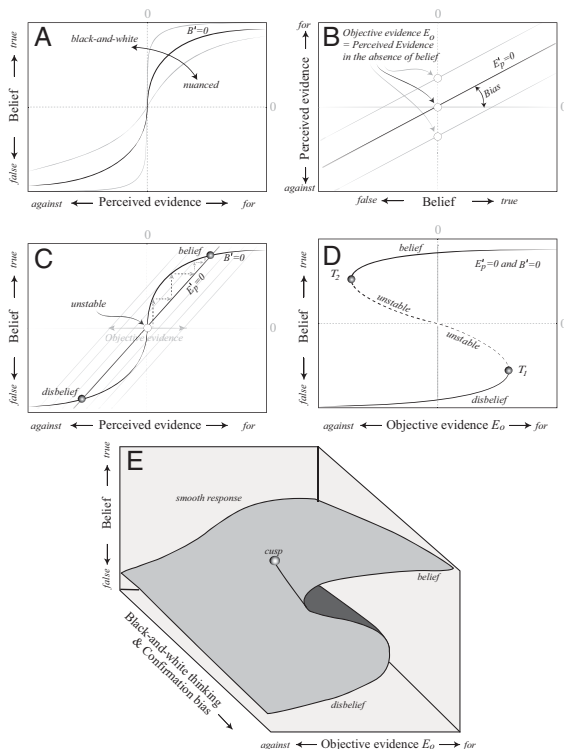 A
0
true
Belief
false
black-and-white
B'=0
nuanced
0
against Perceived evidence for
B
0
for
Perceived evidence
against
Objective evidence Eo
= Perceived Evidence
in the absence of belief
E'p=0
Bias
0
false Belief true
C
0
true
Belief
false
belief
B'=0
E'p=0
unstable
Objective evidence
disbelief
against Perceived evidence for
D
0
true
Belief
false
belief
E'p=0 and B'=0
T2
unstable
unstable
T1
disbelief
0
against Objective evidence Eo for
E
true
Belief
false
smooth response
cusp
belief
disbelief
Black-and-white thinking
& Confirmation bias
against Objective evidence Eo for